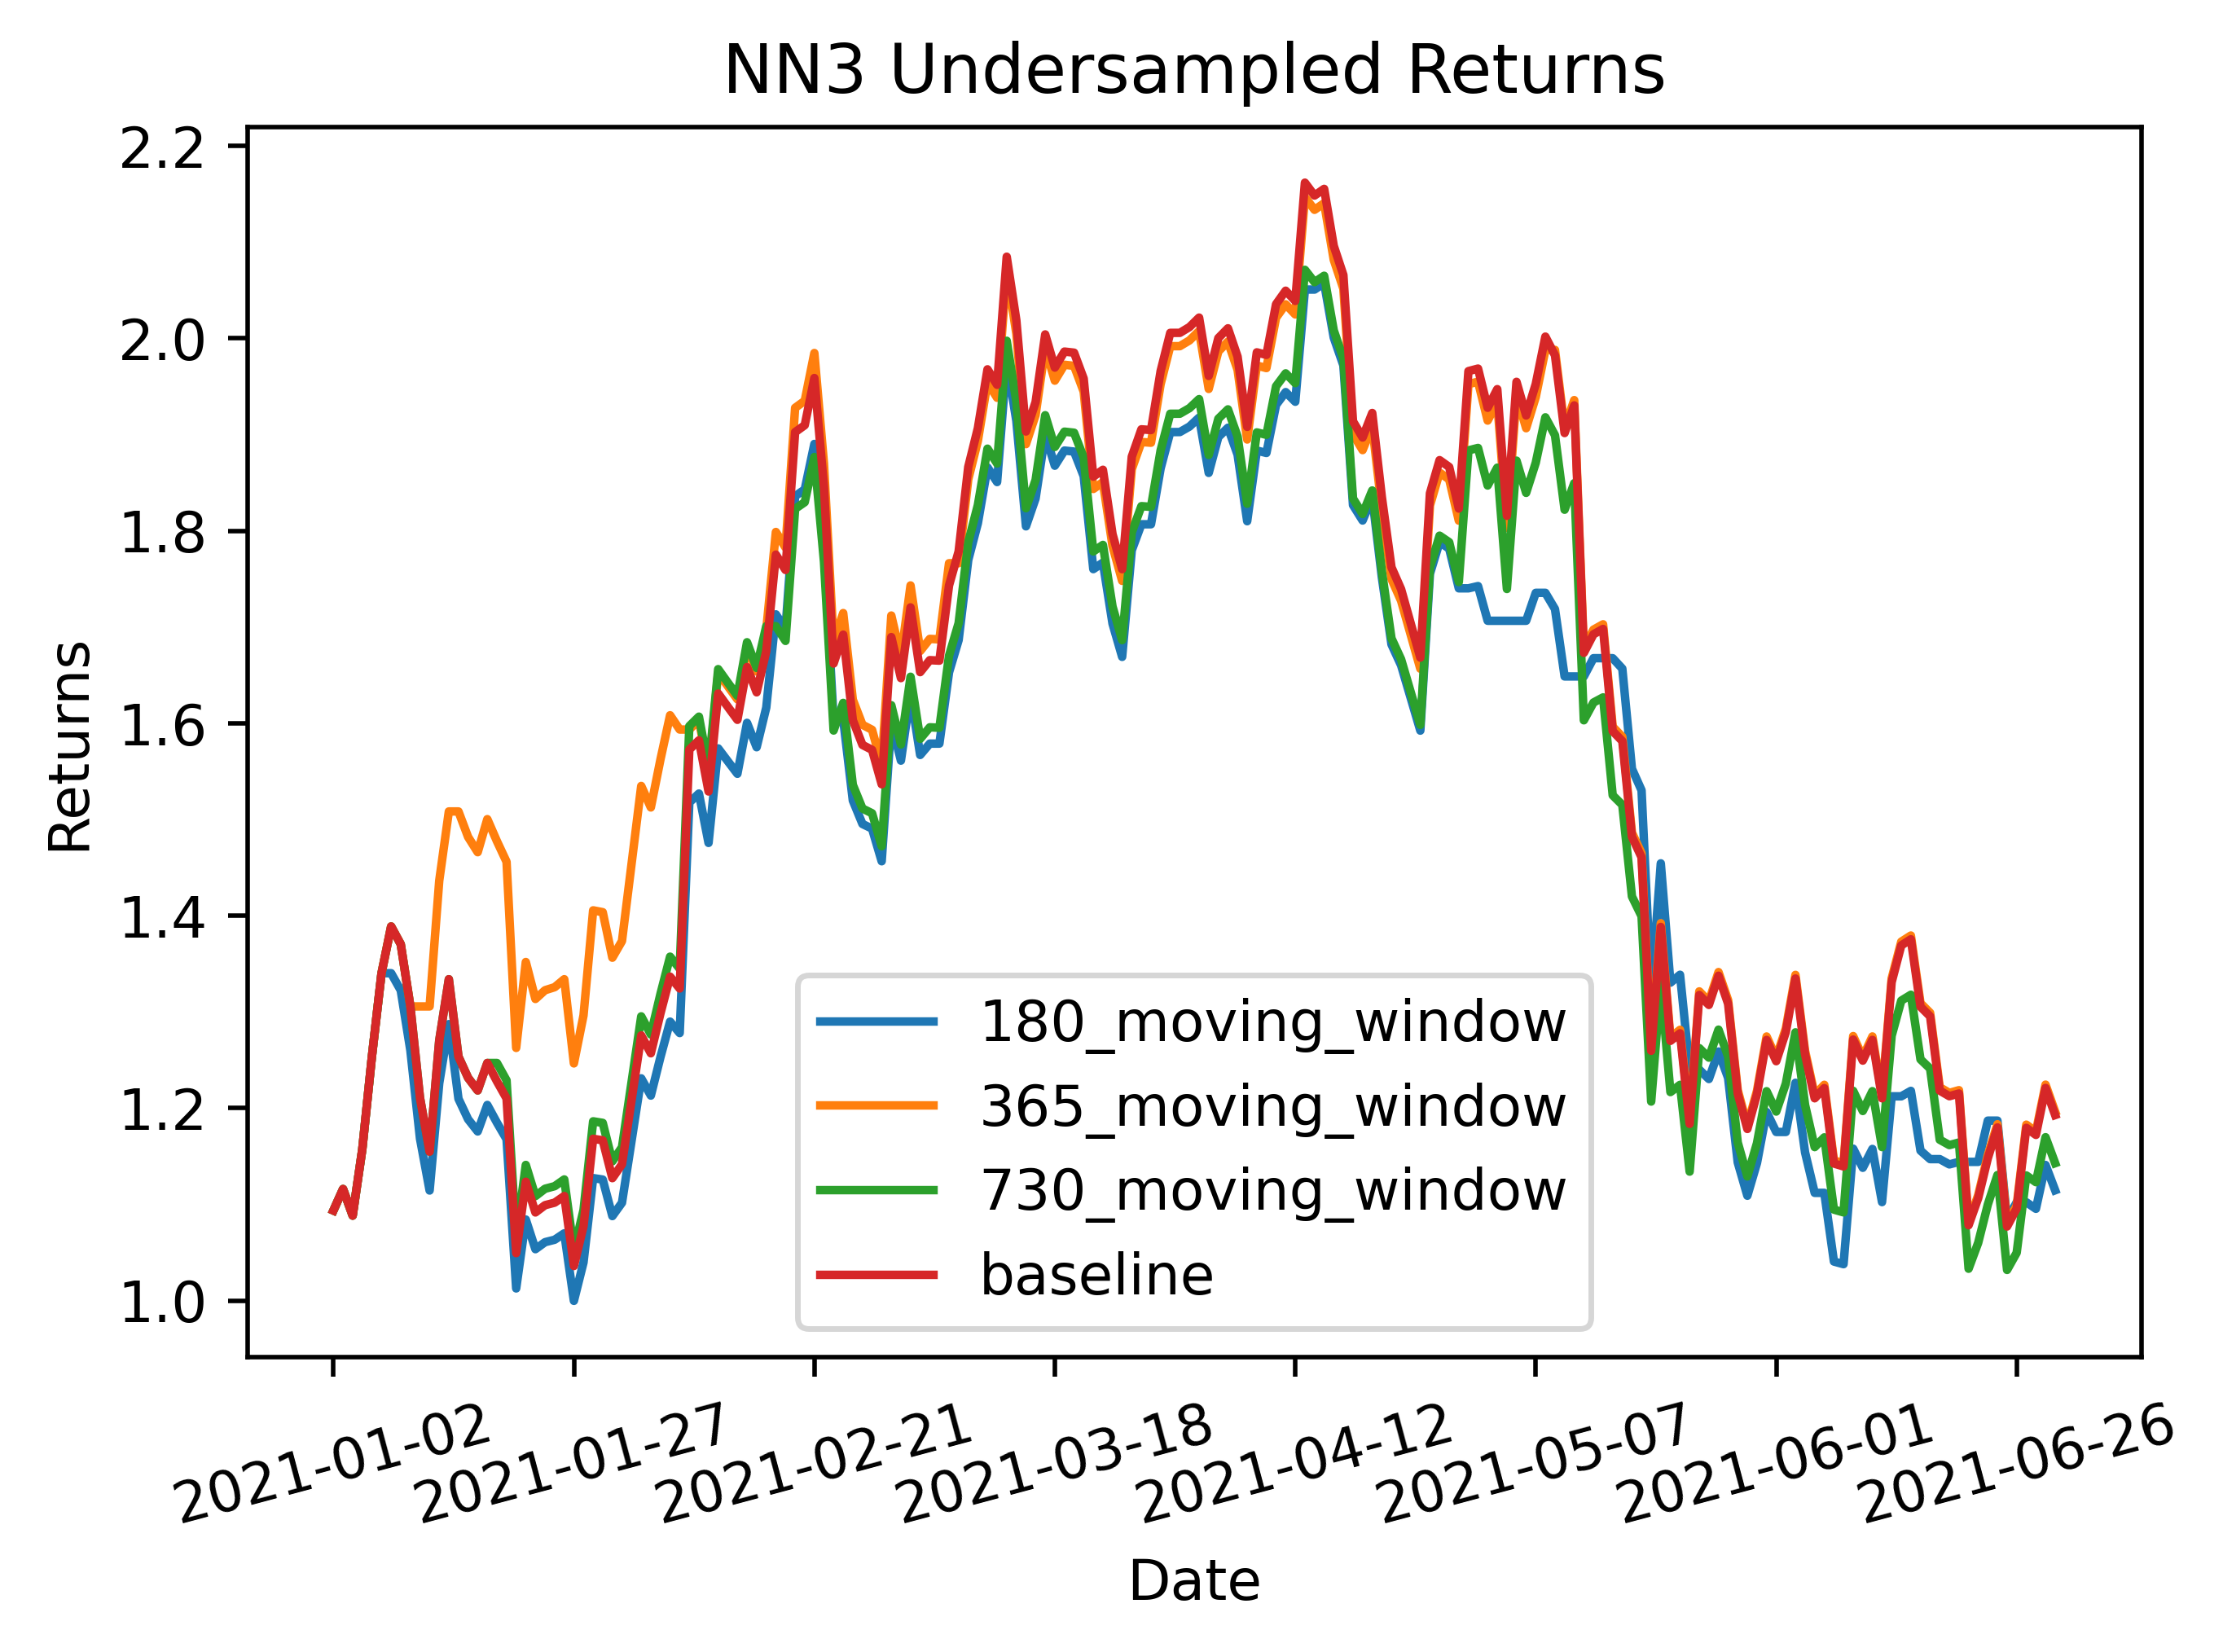 NN3 Undersampled Returns
2.2
2.0
1.8
1.6
1.4
1.2
1.0
Returns
180_moving_window
365_moving_window
730_moving_window
baseline
2021-01-02
2021-01-27
2021-02-21
2021-03-18
2021-04-12
2021-05-07
2021-06-01
2021-06-26
Date